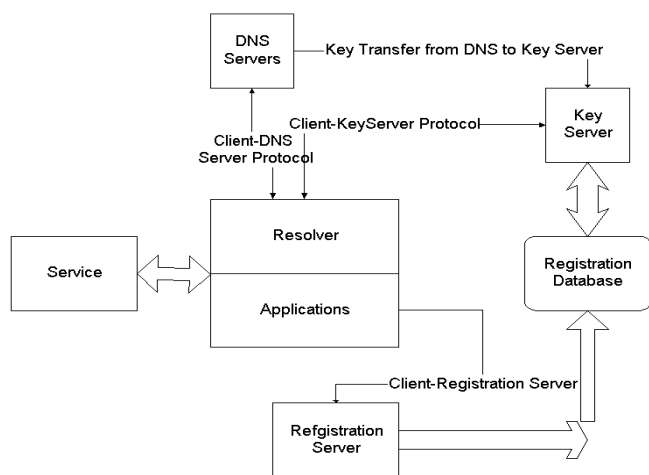 DNS
Servers
Key Transfer from DNS to Key Server
Key
Server
Client-KeyServer Protocol
Client-DNS
Server Protocol
Resolver
Service
Applications
Registration
Database
Client-Registration Server
Refgistration
Server